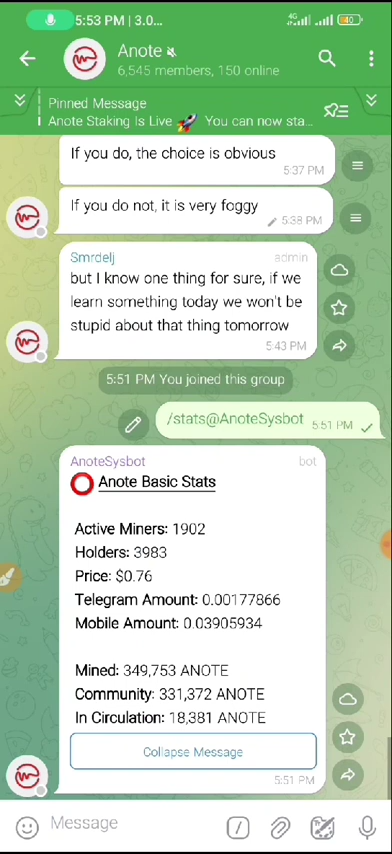 5:53 PM | 3.0...
4G
40
Anote
6,545 members, 150 online
Pinned Message
Anote Staking Is Live 🚀 You can now sta...
If you do, the choice is obvious
5:37 PM
If you do not, it is very foggy
5:38 PM
Smrdelj
admin
but I know one thing for sure, if we
learn something today we won't be
stupid about that thing tomorrow
5:43 PM
5:51 PM You joined this group
/stats@AnoteSysbot 5:51 PM
AnoteSysbot
bot
⭕ Anote Basic Stats
Active Miners: 1902
Holders: 3983
Price: $0.76
Telegram Amount: 0.00177866
Mobile Amount: 0.03905934
Mined: 349,753 ANOTE
Community: 331,372 ANOTE
In Circulation: 18,381 ANOTE
Collapse Message
5:51 PM
Message